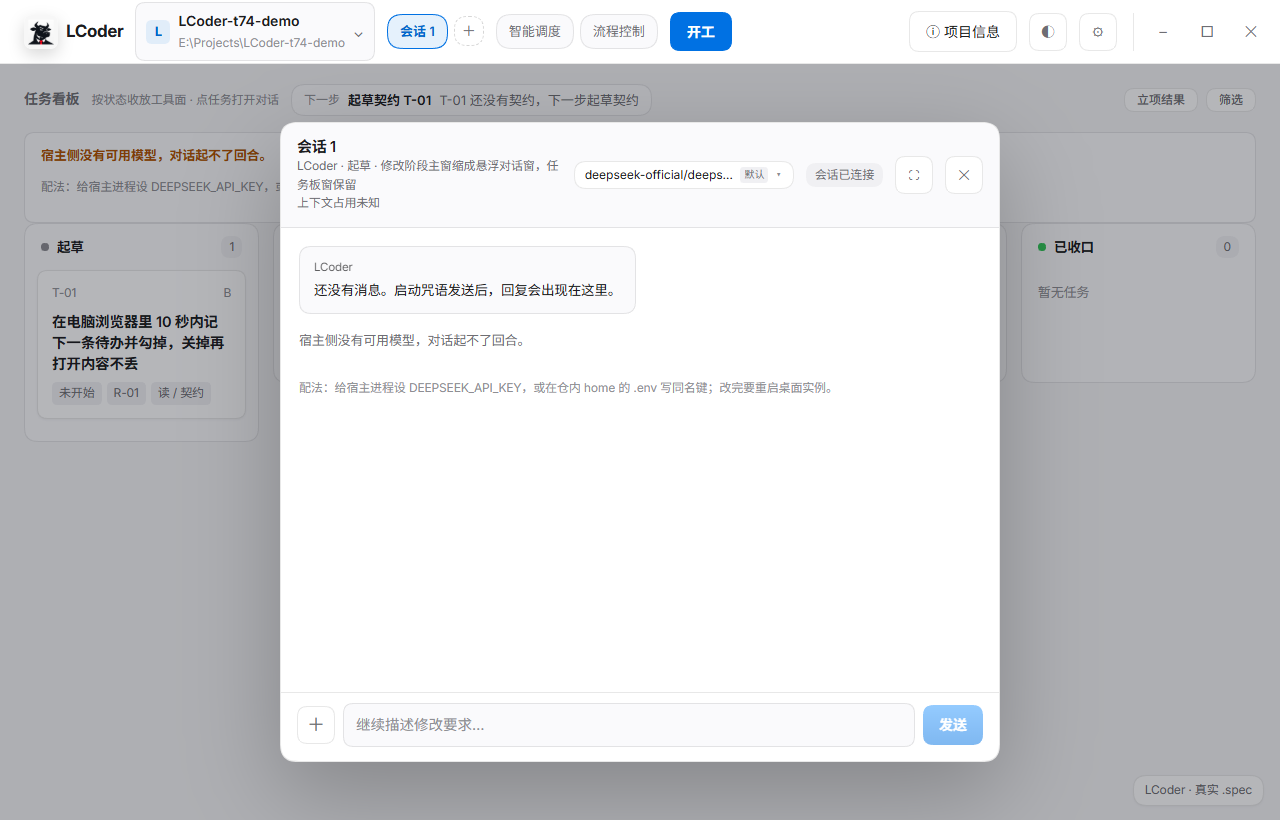 LCoder
L
LCoder-t74-demo
E:\Projects\LCoder-t74-demo
会话 1
+
智能调度
流程控制
开工
项目信息
任务看板
按状态收放工具面 · 点任务打开对话
下一步 起草契约 T-01 T-01 还没有契约，下一步起草契约
立项结果
筛选
宿主侧没有可用模型，对话起不了回合。
配法：给宿主进程设 DEEPSEEK_API_KEY，
起草
1
T-01
B
在电脑浏览器里 10 秒内记
下一条待办并勾掉，关掉再
打开内容不丢
未开始
R-01
读 / 契约
已收口
0
暂无任务
会话 1
LCoder · 起草 · 修改阶段主窗缩成悬浮对话窗，任
务板窗保留
上下文占用未知
deepseek-official/deeps...
默认
会话已连接
LCoder
还没有消息。启动咒语发送后，回复会出现在这里。
宿主侧没有可用模型，对话起不了回合。
配法：给宿主进程设 DEEPSEEK_API_KEY，或在仓内 home 的 .env 写同名键；改完要重启桌面实例。
+
继续描述修改要求...
发送
LCoder · 真实 .spec